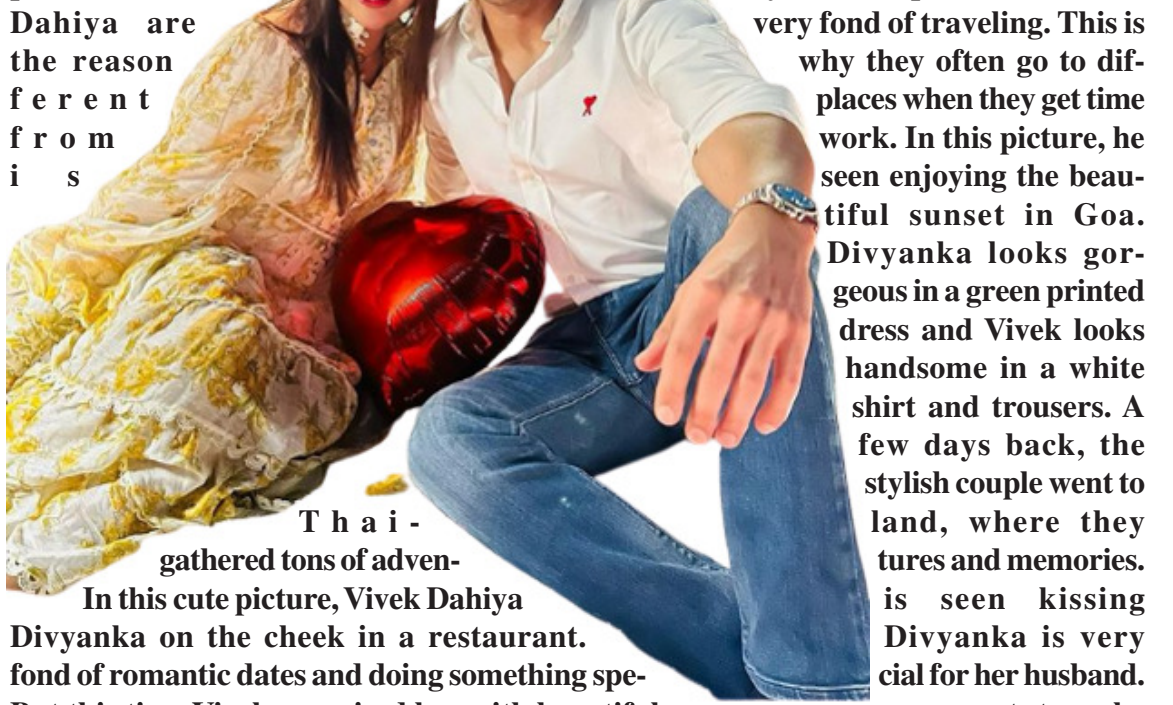 Dahiya are very fond of traveling. This is
the reason why they often go to dif-
ferent places when they get time
from work. In this picture, he
is seen enjoying the beau-
tiful sunset in Goa.
Divyanka looks gor-
geous in a green printed
dress and Vivek looks
handsome in a white
shirt and trousers. A
few days back, the
stylish couple went to
Thai- land, where they
gathered tons of adven- tures and memories.
In this cute picture, Vivek Dahiya is seen kissing
Divyanka on the cheek in a restaurant. Divyanka is very
fond of romantic dates and doing something spe- cial for her husband.